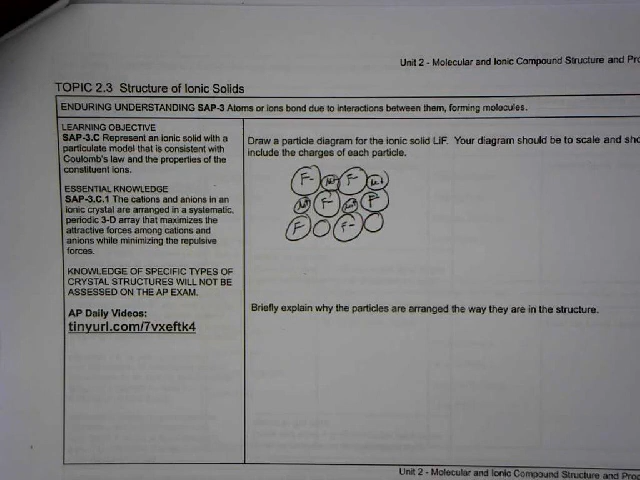 Unit 2 - Molecular and Ionic Compound Structure and Pro
TOPIC 2.3 Structure of Ionic Solids
ENDURING UNDERSTANDING SAP-3 Atoms or ions bond due to interactions between them, forming molecules.
LEARNING OBJECTIVE
SAP-3.C Represent an ionic solid with a
particulate model that is consistent with
Coulomb's law and the properties of the
constituent ions.
ESSENTIAL KNOWLEDGE
SAP-3.C.1 The cations and anions in an
ionic crystal are arranged in a systematic,
periodic 3-D array that maximizes the
attractive forces among cations and
anions while minimizing the repulsive
forces.
KNOWLEDGE OF SPECIFIC TYPES OF
CRYSTAL STRUCTURES WILL NOT BE
ASSESSED ON THE AP EXAM.
AP Daily Videos:
tinyurl.com/7vxeftk4
Draw a particle diagram for the ionic solid LiF. Your diagram should be to scale and sho
include the charges of each particle.
F- F-
F- F
F F-
Briefly explain why the particles are arranged the way they are in the structure.
Unit 2 - Molecular and Ionic Compound Structure and Pro